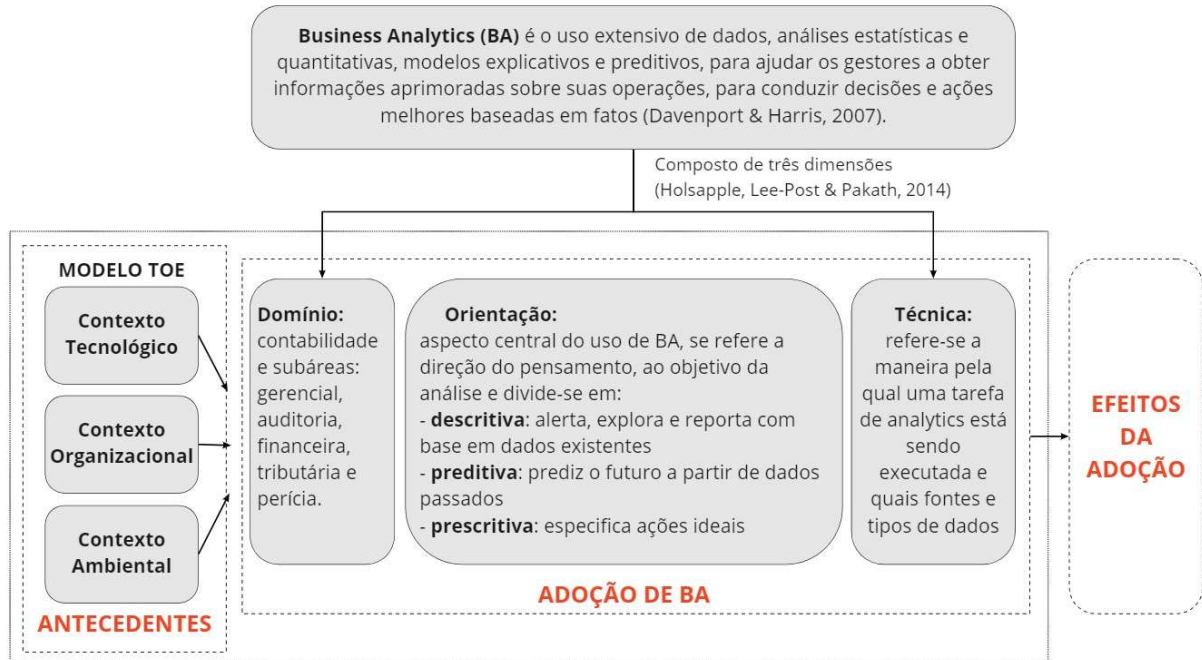 Business Analytics (BA) é o uso extensivo de dados, análises estatísticas e
quantitativas, modelos explicativos e preditivos, para ajudar os gestores a obter
informações aprimoradas sobre suas operações, para conduzir decisões e ações
melhores baseadas em fatos (Davenport & Harris, 2007).
Composto de três dimensões
(Holsapple, Lee-Post & Pakath, 2014)
MODELO TOE
Contexto
Tecnológico
Contexto
Organizacional
Contexto
Ambiental
ANTECEDENTES
Domínio:
contabilidade
e subáreas:
gerencial,
auditoria,
financeira,
tributária e
perícia.
Orientação:
aspecto central do uso de BA, se refere a
direção do pensamento, ao objetivo da
análise e divide-se em:
- descritiva: alerta, explora e reporta com
base em dados existentes
- preditiva: prediz o futuro a partir de dados
passados
- prescritiva: especifica ações ideais
Técnica:
refere-se a
maneira pela
qual uma tarefa
de analytics está
sendo
executada e
quais fontes e
tipos de dados
ADOÇÃO DE BA
EFEITOS
DA
ADOÇÃO